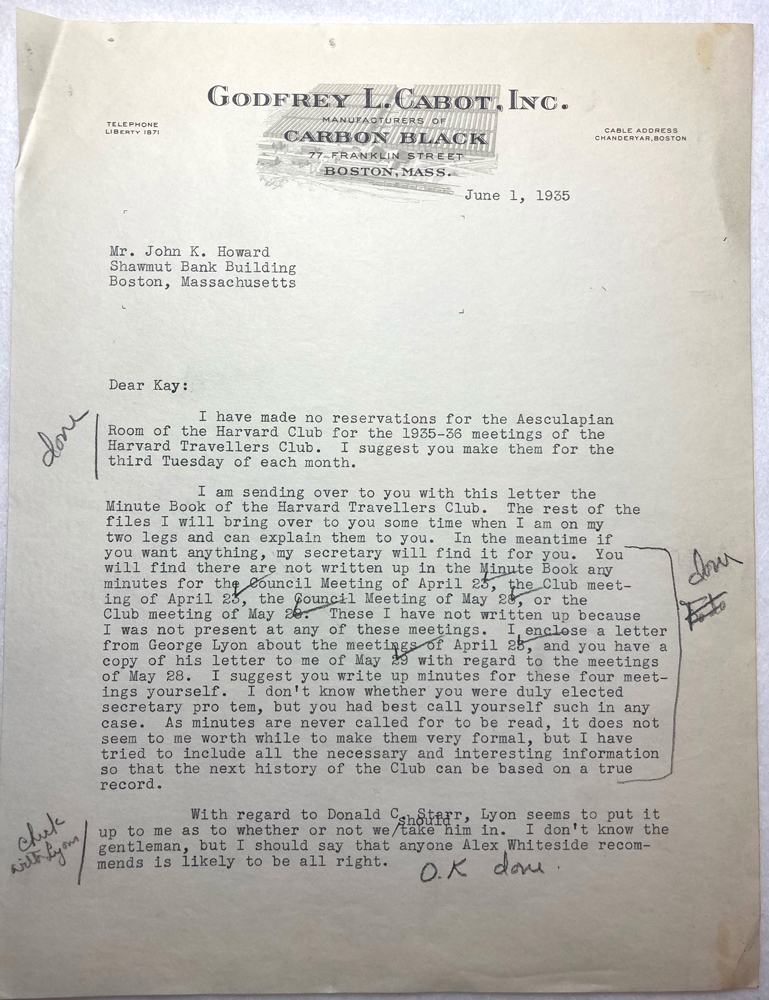 GODFREY L. CABOT, INC.
MANUFACTURERS OF
CARBON BLACK
77 FRANKLIN STREET
BOSTON, MASS.
TELEPHONE
LIBERTY 1871
CABLE ADDRESS
CHANDERYAR, BOSTON
June 1, 1935
Mr. John K. Howard
Shawmut Bank Building
Boston, Massachusetts
Dear Kay:
done
I have made no reservations for the Aesculapian
Room of the Harvard Club for the 1935-36 meetings of the
Harvard Travellers Club. I suggest you make them for the
third Tuesday of each month.
I am sending over to you with this letter the
Minute Book of the Harvard Travellers Club. The rest of the
files I will bring over to you some time when I am on my
two legs and can explain them to you. In the meantime if
you want anything, my secretary will find it for you. You
will find there are not written up in the Minute Book any
minutes for the Council Meeting of April 23, the Club meet-
ing of April 23, the Council Meeting of May 28, or the
Club meeting of May 28. These I have not written up because
I was not present at any of these meetings. I enclose a letter
from George Lyon about the meetings of April 23, and you have a
copy of his letter to me of May 29 with regard to the meetings
of May 28. I suggest you write up minutes for these four meet-
ings yourself. I don't know whether you were duly elected
secretary pro tem, but you had best call yourself such in any
case. As minutes are never called for to be read, it does not
seem to me worth while to make them very formal, but I have
tried to include all the necessary and interesting information
so that the next history of the Club can be based on a true
record.
done
With regard to Donald C. Starr, Lyon seems to put it
up to me as to whether or not we/should take him in. I don't know the
gentleman, but I should say that anyone Alex Whiteside recom-
mends is likely to be all right.
Check
with Lyon
O.K done.